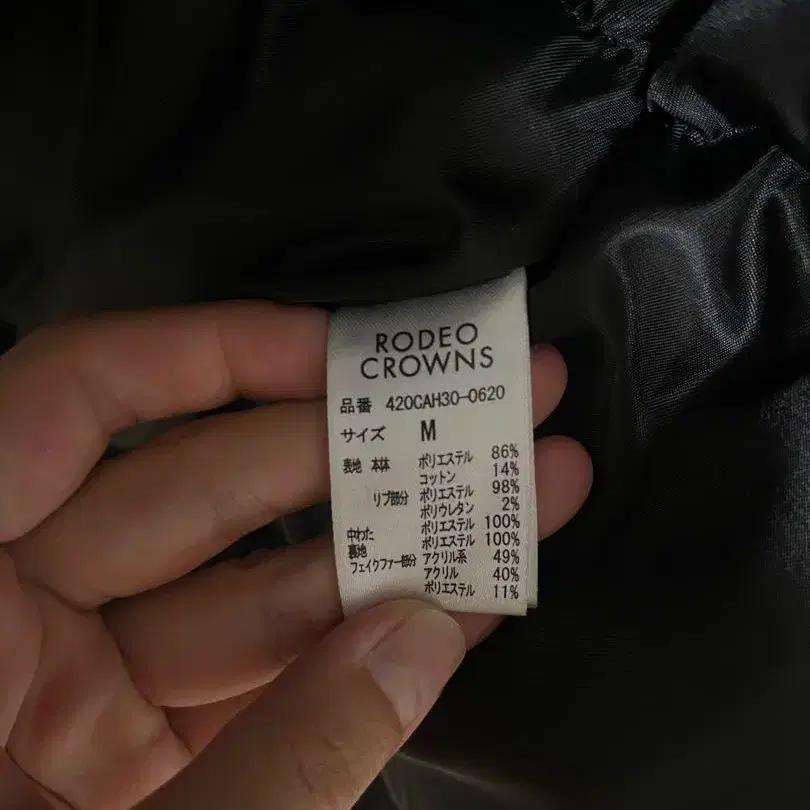 RODEO
CROWNS
品番 420CAH30-0620
サイズ M
表地 本体 ポリエステル 86%
コットン 14%
リブ部分 ポリエステル 98%
ポリウレタン 2%
中わた ポリエステル 100%
裏地 ポリエステル 100%
フェイクファー部分 アクリル系 49%
アクリル 40%
ポリエステル 11%